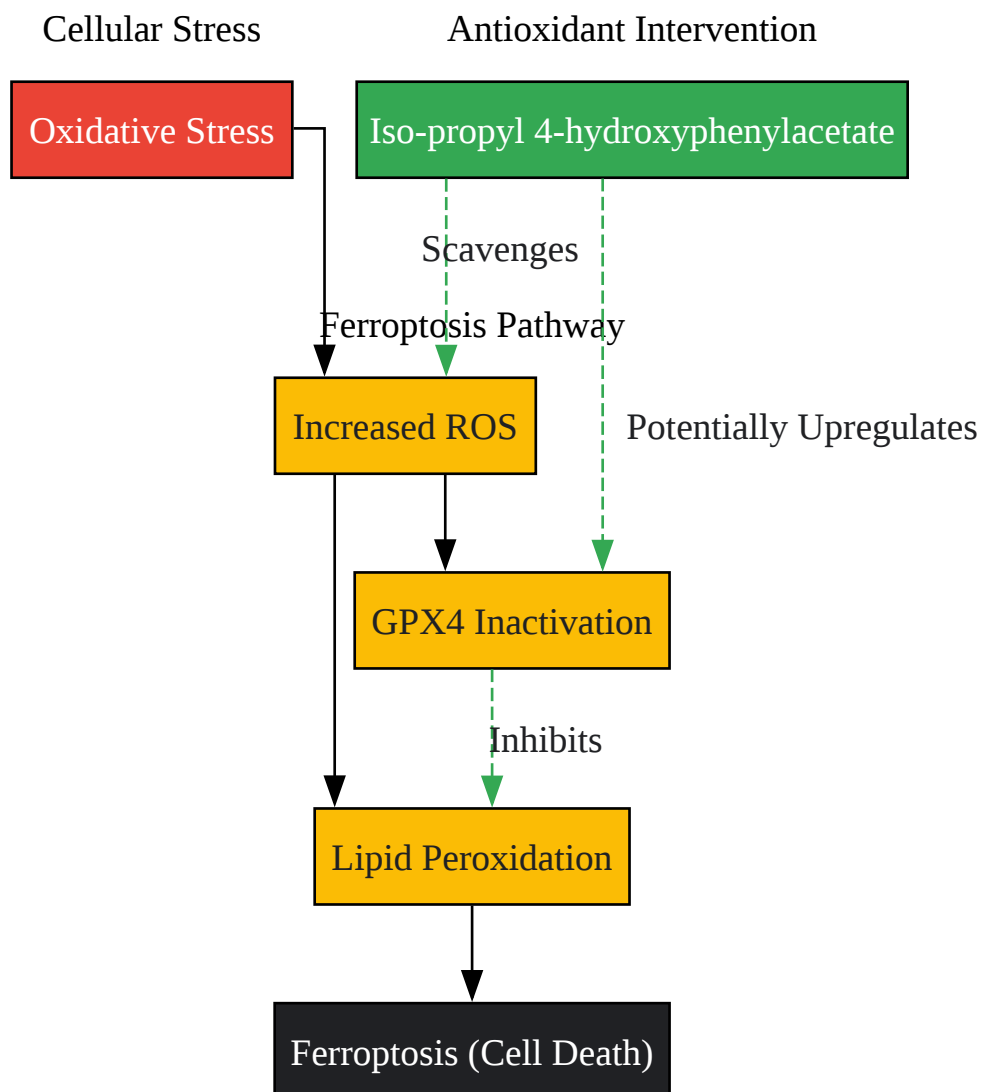 Cellular Stress
Antioxidant Intervention
Oxidative Stress
Iso-propyl 4-hydroxyphenylacetate
Scavenges
Ferroptosis Pathway
Increased ROS
Potentially Upregulates
GPX4 Inactivation
Inhibits
Lipid Peroxidation
Ferroptosis (Cell Death)